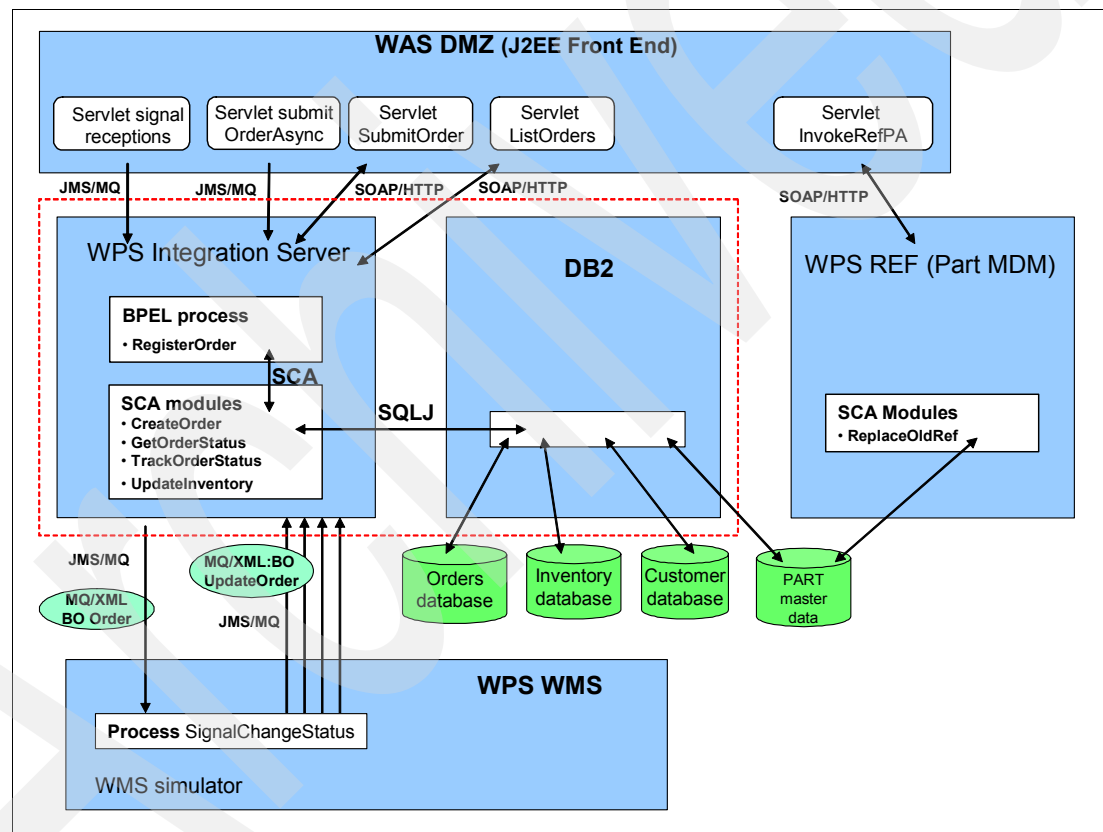 WAS DMZ (J2EE Front End)
Servlet signal
receptions
Servlet submit
OrderAsync
Servlet
SubmitOrder
Servlet
ListOrders
Servlet
InvokeRefPA
JMS/MQ
JMS/MQ
SOAP/HTTP
SOAP/HTTP
SOAP/HTTP
WPS Integration Server
DB2
WPS REF (Part MDM)
BPEL process
• RegisterOrder
SCA
SCA modules
• CreateOrder
• GetOrderStatus
• TrackOrderStatus
• UpdateInventory
SQLJ
SCA Modules
• ReplaceOldRef
JMS/MQ
MQ/XML
BO Order
MQ/XML:BO
UpdateOrder
JMS/MQ
Orders
database
Inventory
database
Customer
database
PART
master
data
WPS WMS
Process SignalChangeStatus
WMS simulator